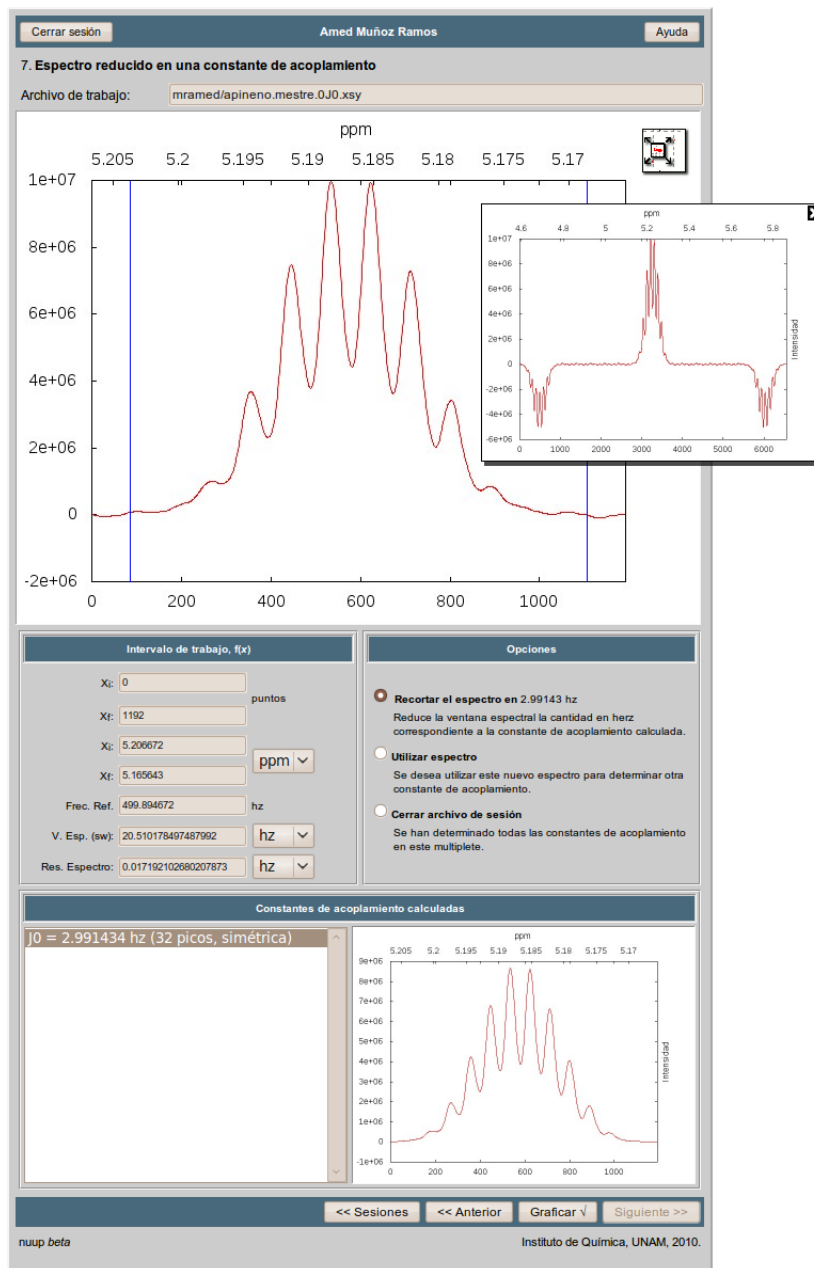 Cerrar sesión Amed Muñoz Ramos Ayuda
7. Espectro reducido en una constante de acoplamiento
Archivo de trabajo: mramed/apineno.mestre.0J0.xsy
ppm
5.205 5.2 5.195 5.19 5.185 5.18 5.175 5.17
1e+07
8e+06
6e+06
4e+06
2e+06
0
-2e+06
0 200 400 600 800 1000
ppm
4.6 4.8 5 5.2 5.4 5.6 5.8
1e+07
8e+06
6e+06
4e+06
2e+06
0
-2e+06
-4e+06
-6e+06
0 1000 2000 3000 4000 5000 6000
Intensidad
Intervalo de trabajo, f(x)
Xi: 0
puntos
Xf: 1192
Xi: 5.206672
ppm
Xf: 5.165643
Frec. Ref. 499.894672 hz
V. Esp. (sw): 20.510178497487992 hz
Res. Espectro: 0.017192102680207873 hz
Opciones
Recortar el espectro en 2.99143 hz
Reduce la ventana espectral la cantidad en herz
correspondiente a la constante de acoplamiento calculada.
Utilizar espectro
Se desea utilizar este nuevo espectro para determinar otra
constante de acoplamiento.
Cerrar archivo de sesión
Se han determinado todas las constantes de acoplamiento
en este multiplete.
Constantes de acoplamiento calculadas
J0 = 2.991434 hz (32 picos, simétrica)
ppm
5.205 5.2 5.195 5.19 5.185 5.18 5.175 5.17
9e+06
8e+06
7e+06
6e+06
5e+06
4e+06
3e+06
2e+06
1e+06
0
-1e+06
0 200 400 600 800 1000
Intensidad
<< Sesiones << Anterior Graficar √ Siguiente >>
nuup beta Instituto de Química, UNAM, 2010.